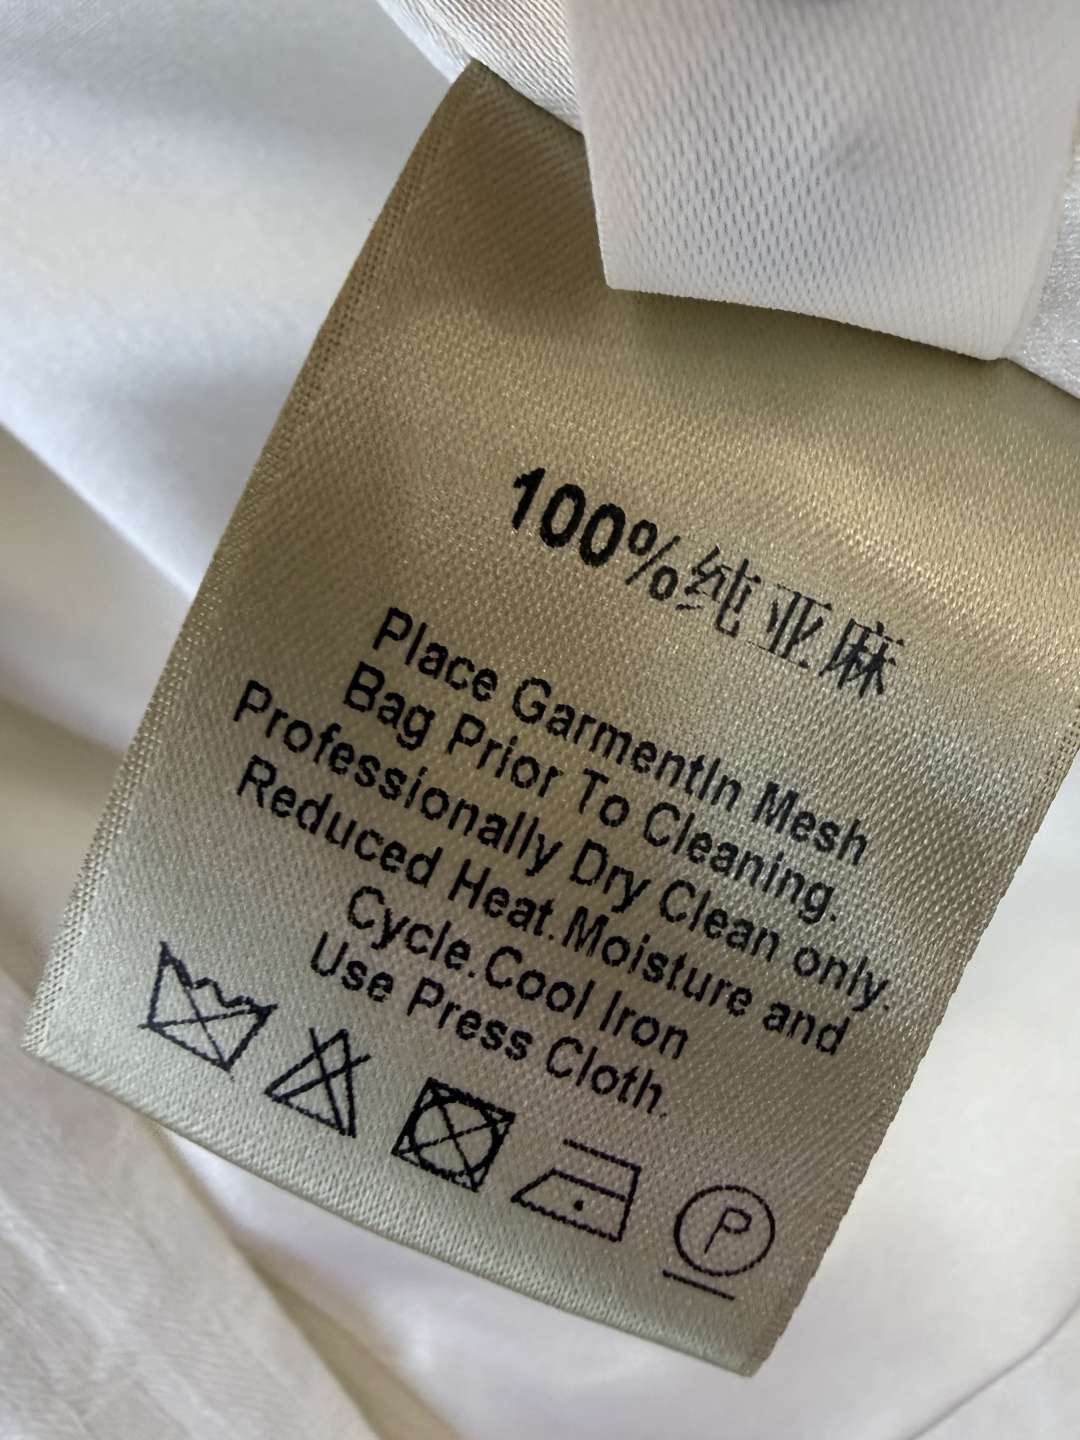 100%纯亚麻
Place GarmentIn Mesh
Bag Prior To Cleaning.
Professionally Dry Clean only.
Reduced Heat.Moisture and
Cycle.Cool Iron
Use Press Cloth.
P